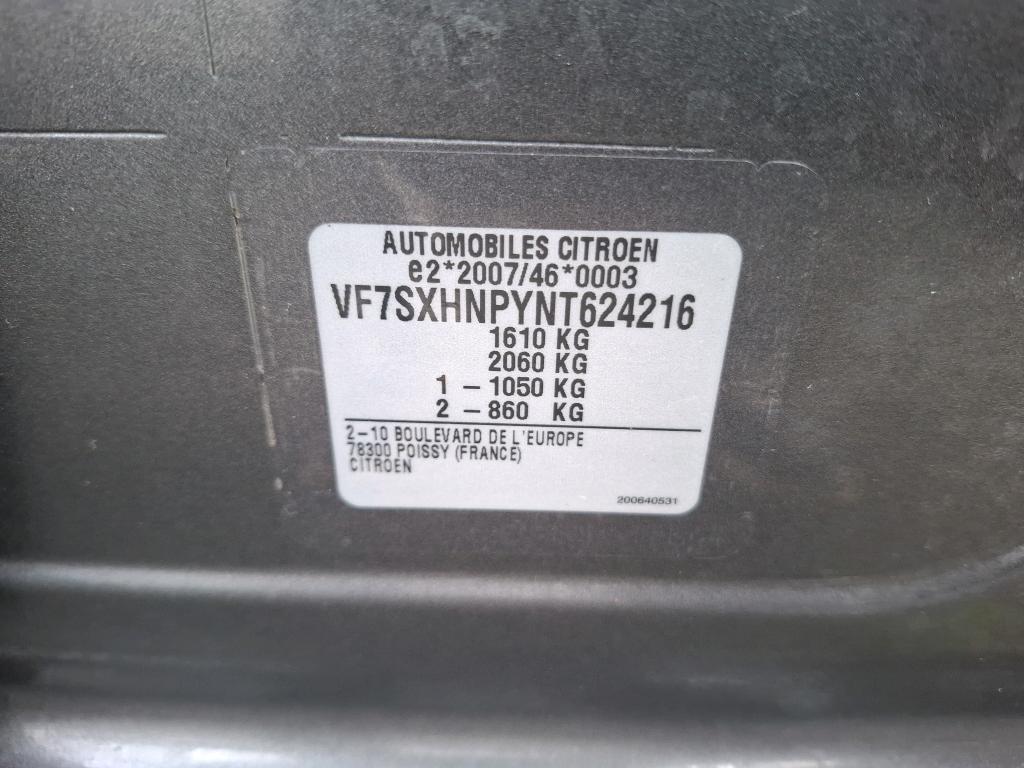 AUTOMOBILES CITROEN
e2*2007/46*0003
VF7SXHNPYNT624216
1610 KG
2060 KG
1 - 1050 KG
2 - 860 KG
2-10 BOULEVARD DE L'EUROPE
78300 POISSY (FRANCE)
CITROEN
200640531